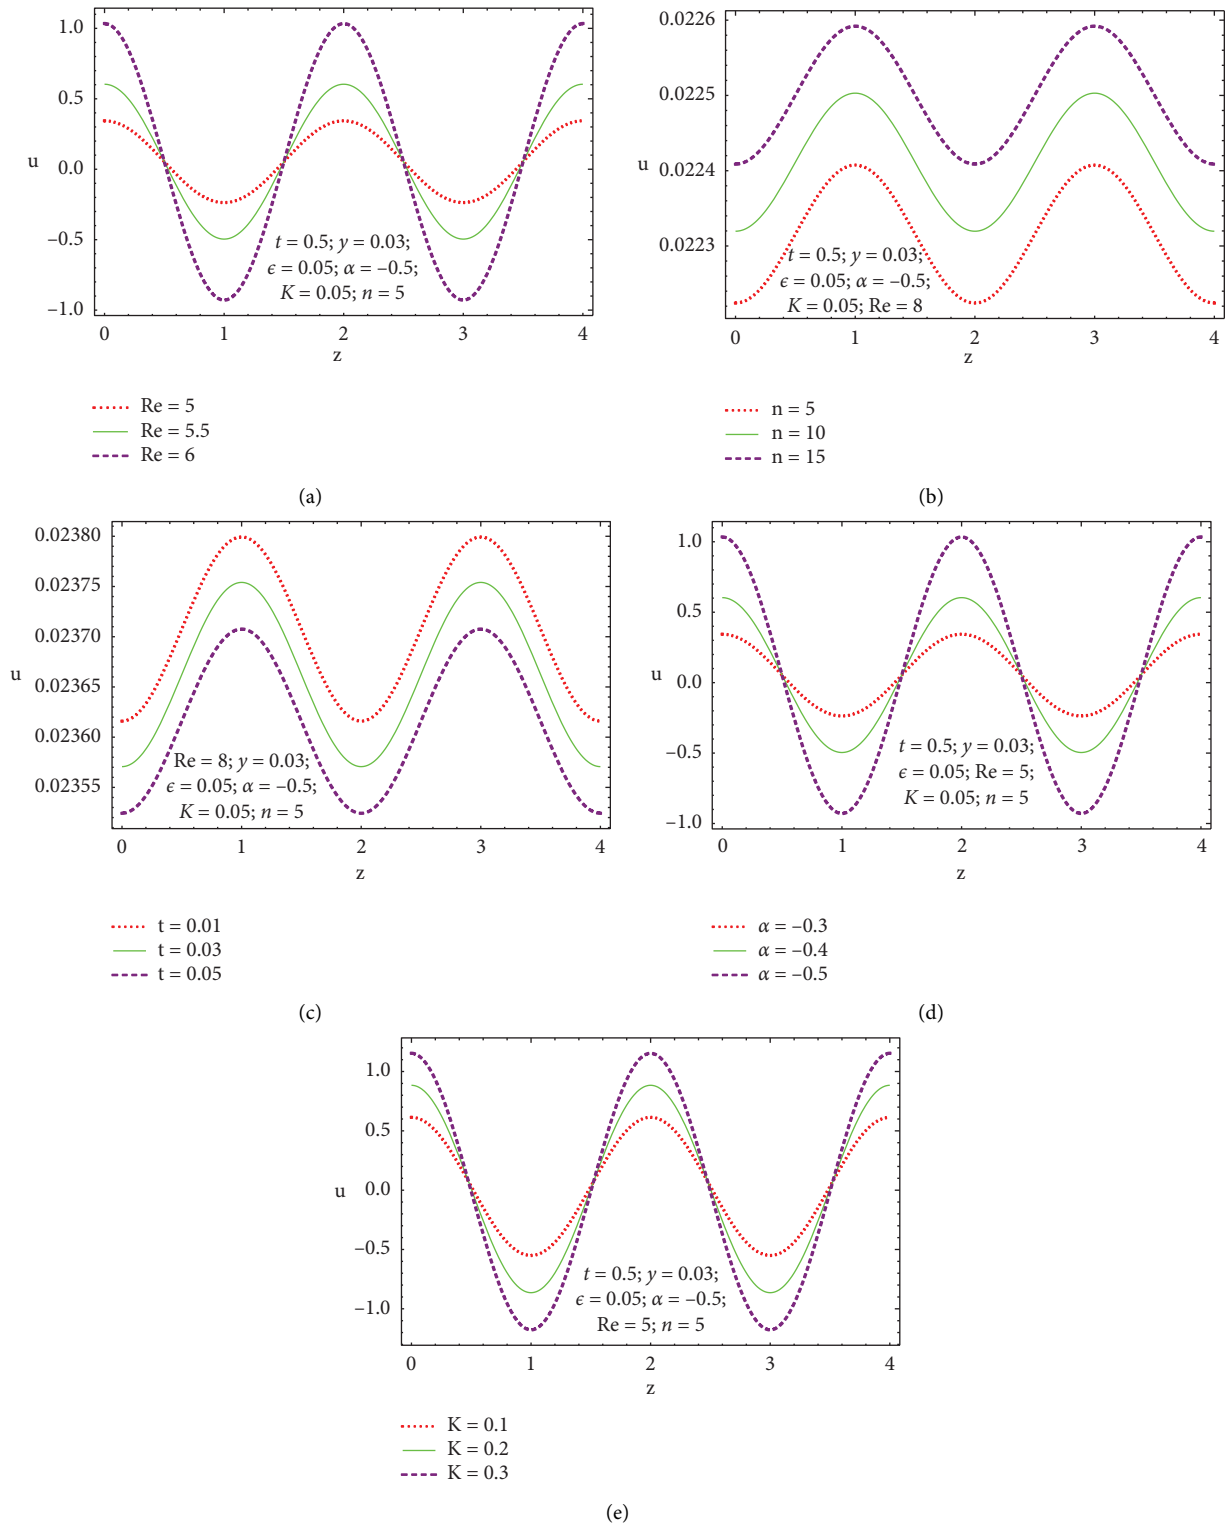 1.0
0.5
u
0.0
−0.5
−1.0
t = 0.5; y = 0.03;
ϵ = 0.05; α = −0.5;
K = 0.05; n = 5
0 1 2 3 4
z
Re = 5
Re = 5.5
Re = 6
(a)
0.0226
0.0225
u
0.0224
0.0223
t = 0.5; y = 0.03;
ϵ = 0.05; α = −0.5;
K = 0.05; Re = 8
0 1 2 3 4
z
n = 5
n = 10
n = 15
(b)
0.02380
0.02375
0.02370
u
0.02365
0.02360
0.02355
Re = 8; y = 0.03;
ϵ = 0.05; α = −0.5;
K = 0.05; n = 5
0 1 2 3 4
z
t = 0.01
t = 0.03
t = 0.05
(c)
1.0
0.5
u
0.0
−0.5
−1.0
t = 0.5; y = 0.03;
ϵ = 0.05; Re = 5;
K = 0.05; n = 5
0 1 2 3 4
z
α = −0.3
α = −0.4
α = −0.5
(d)
1.0
0.5
u
0.0
−0.5
−1.0
t = 0.5; y = 0.03;
ϵ = 0.05; α = −0.5;
Re = 5; n = 5
0 1 2 3 4
z
K = 0.1
K = 0.2
K = 0.3
(e)